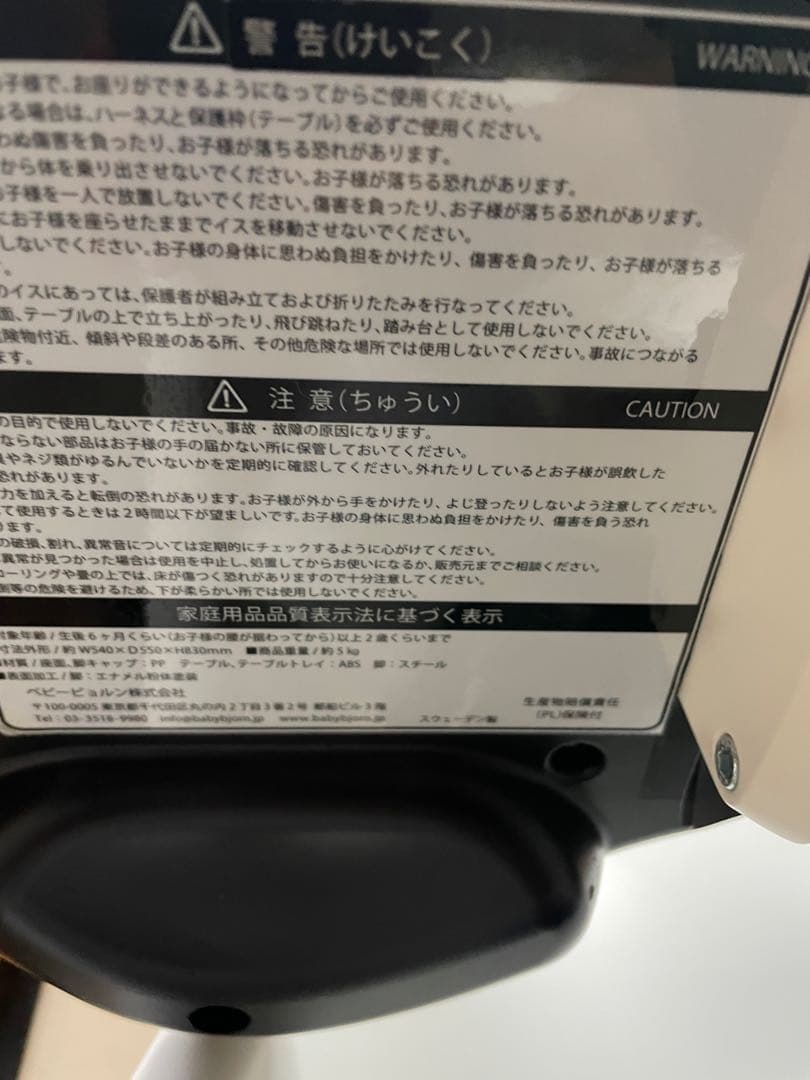 警 告(けいこく) WARNING
お子様で、お座りができるようになってからご使用ください。
なる場合は、ハーネスと保護枠(テーブル)を必ずご使用ください。
わぬ傷害を負ったり、お子様が落ちる恐れがあります。
から体を乗り出させないでください。お子様が落ちる恐れがあります。
お子様を一人で放置しないでください。傷害を負ったり、お子様が落ちる恐れがあります。
にお子様を座らせたままでイスを移動させないでください。
しないでください。お子様の身体に思わぬ負担をかけたり、傷害を負ったり、お子様が落ちる
す。
のイスにあっては、保護者が組み立ておよび折りたたみを行なってください。
面、テーブルの上で立ち上がったり、飛び跳ねたり、踏み台として使用しないでください。
危険物付近、傾斜や段差のある所、その他危険な場所では使用しないでください。事故につながる
ます。
注 意(ちゅうい) CAUTION
の目的で使用しないでください。事故・故障の原因になります。
ならない部品はお子様の手の届かない所に保管しておいてください。
具やネジ類がゆるんでいないかを定期的に確認してください。外れたりしているとお子様が誤飲した
恐れがあります。
力を加えると転倒の恐れがあります。お子様が外から手をかけたり、よじ登ったりしないよう注意してください。
て使用するときは2時間以下が望ましいです。お子様の身体に思わぬ負担をかけたり、傷害を負う恐れ
ります。
の破損、割れ、異常音については定期的にチェックするように心がけてください。
異常が見つかった場合は使用を中止し、処置してからお使いになるか、販売元までご相談ください。
ローリングや畳の上では、床が傷つく恐れがありますので十分注意してください。
倒等の危険を避けるため、下が柔らかい所では使用しないでください。
家庭用品品質表示法に基づく表示
対象年齢/生後6ヶ月くらい(お子様の腰が据わってから)以上2歳くらいまで
寸法外形/約W540×D550×H830mm ■商品重量/約5kg
材質/座面、脚キャップ:PP テーブル、テーブルトレイ:ABS 脚:スチール
■表面加工/脚:エナメル粉体塗装
ベビービョルン株式会社
〒100-0005 東京都千代田区丸の内2丁目3番2号 郵船ビル3階
Tel:03-3518-9980 info@babybjorn.jp www.babybjorn.jp スウェーデン製
生産物賠償責任
(PL)保険付